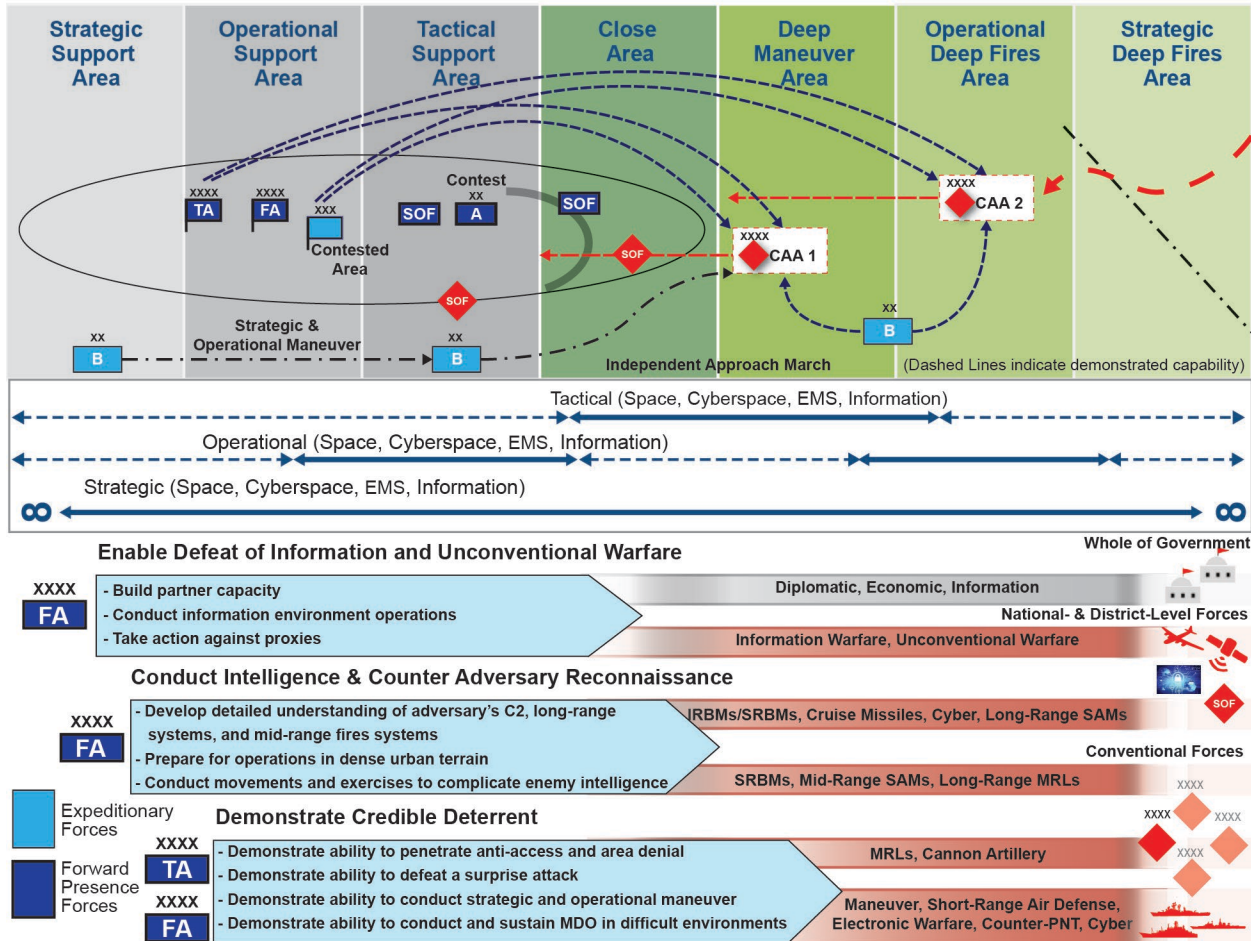 Strategic
Support
Area
Operational
Support
Area
Tactical
Support
Area
Close
Area
Deep
Maneuver
Area
Operational
Deep Fires
Area
Strategic
Deep Fires
Area
XXXX
TA
XXXX
FA
XXX
Contested
Area
SOF
Contest
XX
A
SOF
SOF
SOF
XXXX
CAA 1
XXXX
CAA 2
XX
B
Strategic &
Operational Maneuver
XX
B
XX
B
Independent Approach March
(Dashed Lines indicate demonstrated capability)
Tactical (Space, Cyberspace, EMS, Information)
Operational (Space, Cyberspace, EMS, Information)
Strategic (Space, Cyberspace, EMS, Information)
∞
∞
Enable Defeat of Information and Unconventional Warfare
XXXX
FA
- Build partner capacity
- Conduct information environment operations
- Take action against proxies
Whole of Government
Diplomatic, Economic, Information
National- & District-Level Forces
Information Warfare, Unconventional Warfare
Conduct Intelligence & Counter Adversary Reconnaissance
XXXX
FA
- Develop detailed understanding of adversary's C2, long-range
systems, and mid-range fires systems
- Prepare for operations in dense urban terrain
- Conduct movements and exercises to complicate enemy intelligence
IRBMs/SRBMs, Cruise Missiles, Cyber, Long-Range SAMs
SOF
Conventional Forces
SRBMs, Mid-Range SAMs, Long-Range MRLs
Expeditionary
Forces
Forward
Presence
Forces
Demonstrate Credible Deterrent
XXXX
TA
XXXX
FA
- Demonstrate ability to penetrate anti-access and area denial
- Demonstrate ability to defeat a surprise attack
- Demonstrate ability to conduct strategic and operational maneuver
- Demonstrate ability to conduct and sustain MDO in difficult environments
MRLs, Cannon Artillery
Maneuver, Short-Range Air Defense,
Electronic Warfare, Counter-PNT, Cyber
XXXX
XXXX
XXXX
XXXX